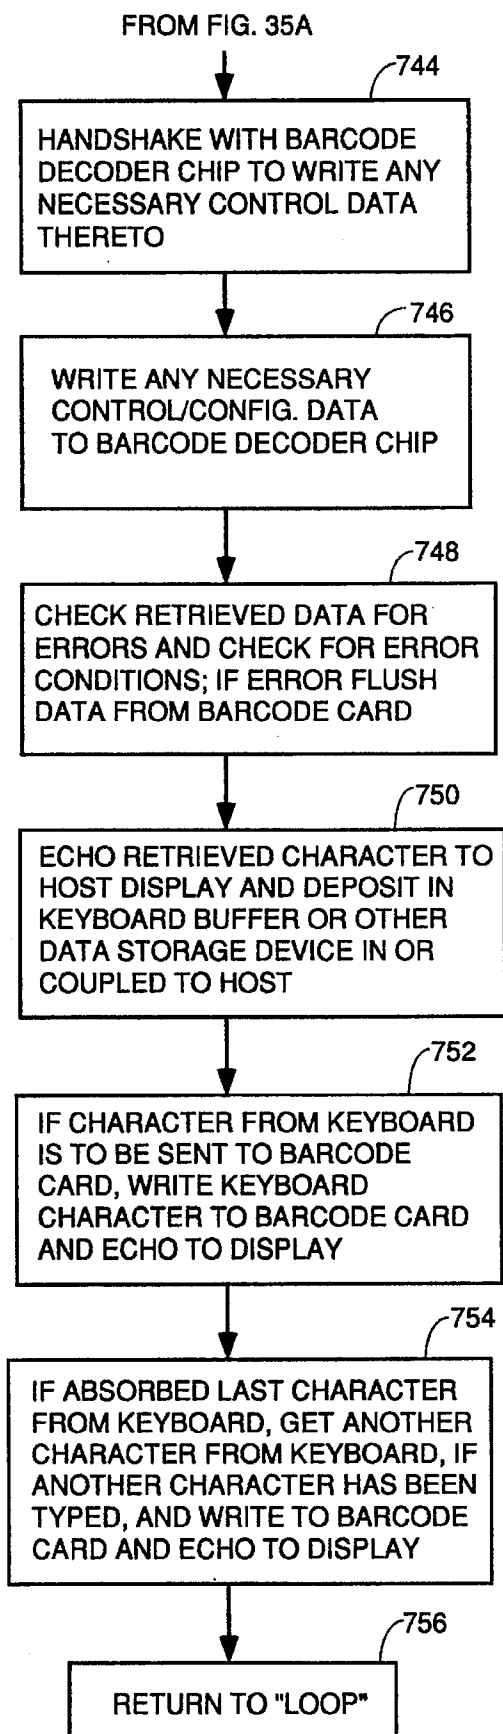 FROM FIG. 35A
744
HANDSHAKE WITH BARCODE
DECODER CHIP TO WRITE ANY
NECESSARY CONTROL DATA
THERETO
746
WRITE ANY NECESSARY
CONTROL/CONFIG. DATA
TO BARCODE DECODER CHIP
748
CHECK RETRIEVED DATA FOR
ERRORS AND CHECK FOR ERROR
CONDITIONS; IF ERROR FLUSH
DATA FROM BARCODE CARD
750
ECHO RETRIEVED CHARACTER TO
HOST DISPLAY AND DEPOSIT IN
KEYBOARD BUFFER OR OTHER
DATA STORAGE DEVICE IN OR
COUPLED TO HOST
752
IF CHARACTER FROM KEYBOARD
IS TO BE SENT TO BARCODE
CARD, WRITE KEYBOARD
CHARACTER TO BARCODE CARD
AND ECHO TO DISPLAY
754
IF ABSORBED LAST CHARACTER
FROM KEYBOARD, GET ANOTHER
CHARACTER FROM KEYBOARD, IF
ANOTHER CHARACTER HAS BEEN
TYPED, AND WRITE TO BARCODE
CARD AND ECHO TO DISPLAY
756
RETURN TO "LOOP"